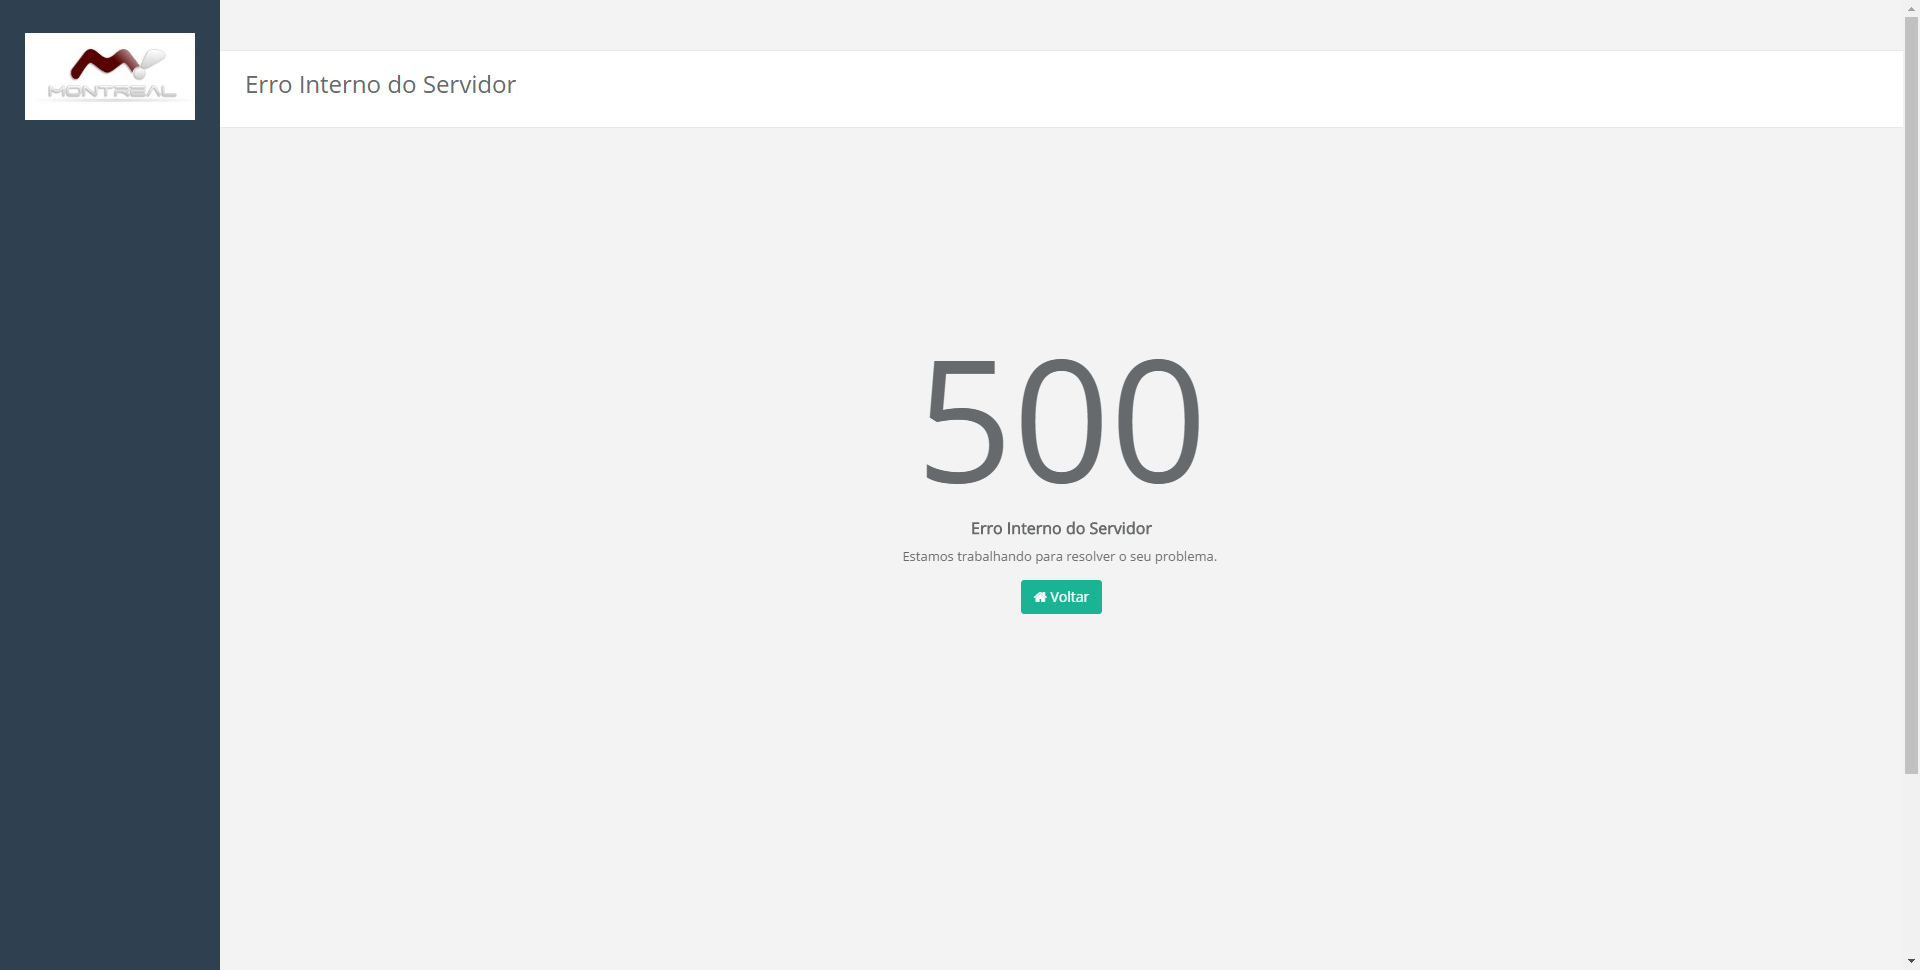 MONTREAL
Erro Interno do Servidor
500
Erro Interno do Servidor
Estamos trabalhando para resolver o seu problema.
Voltar